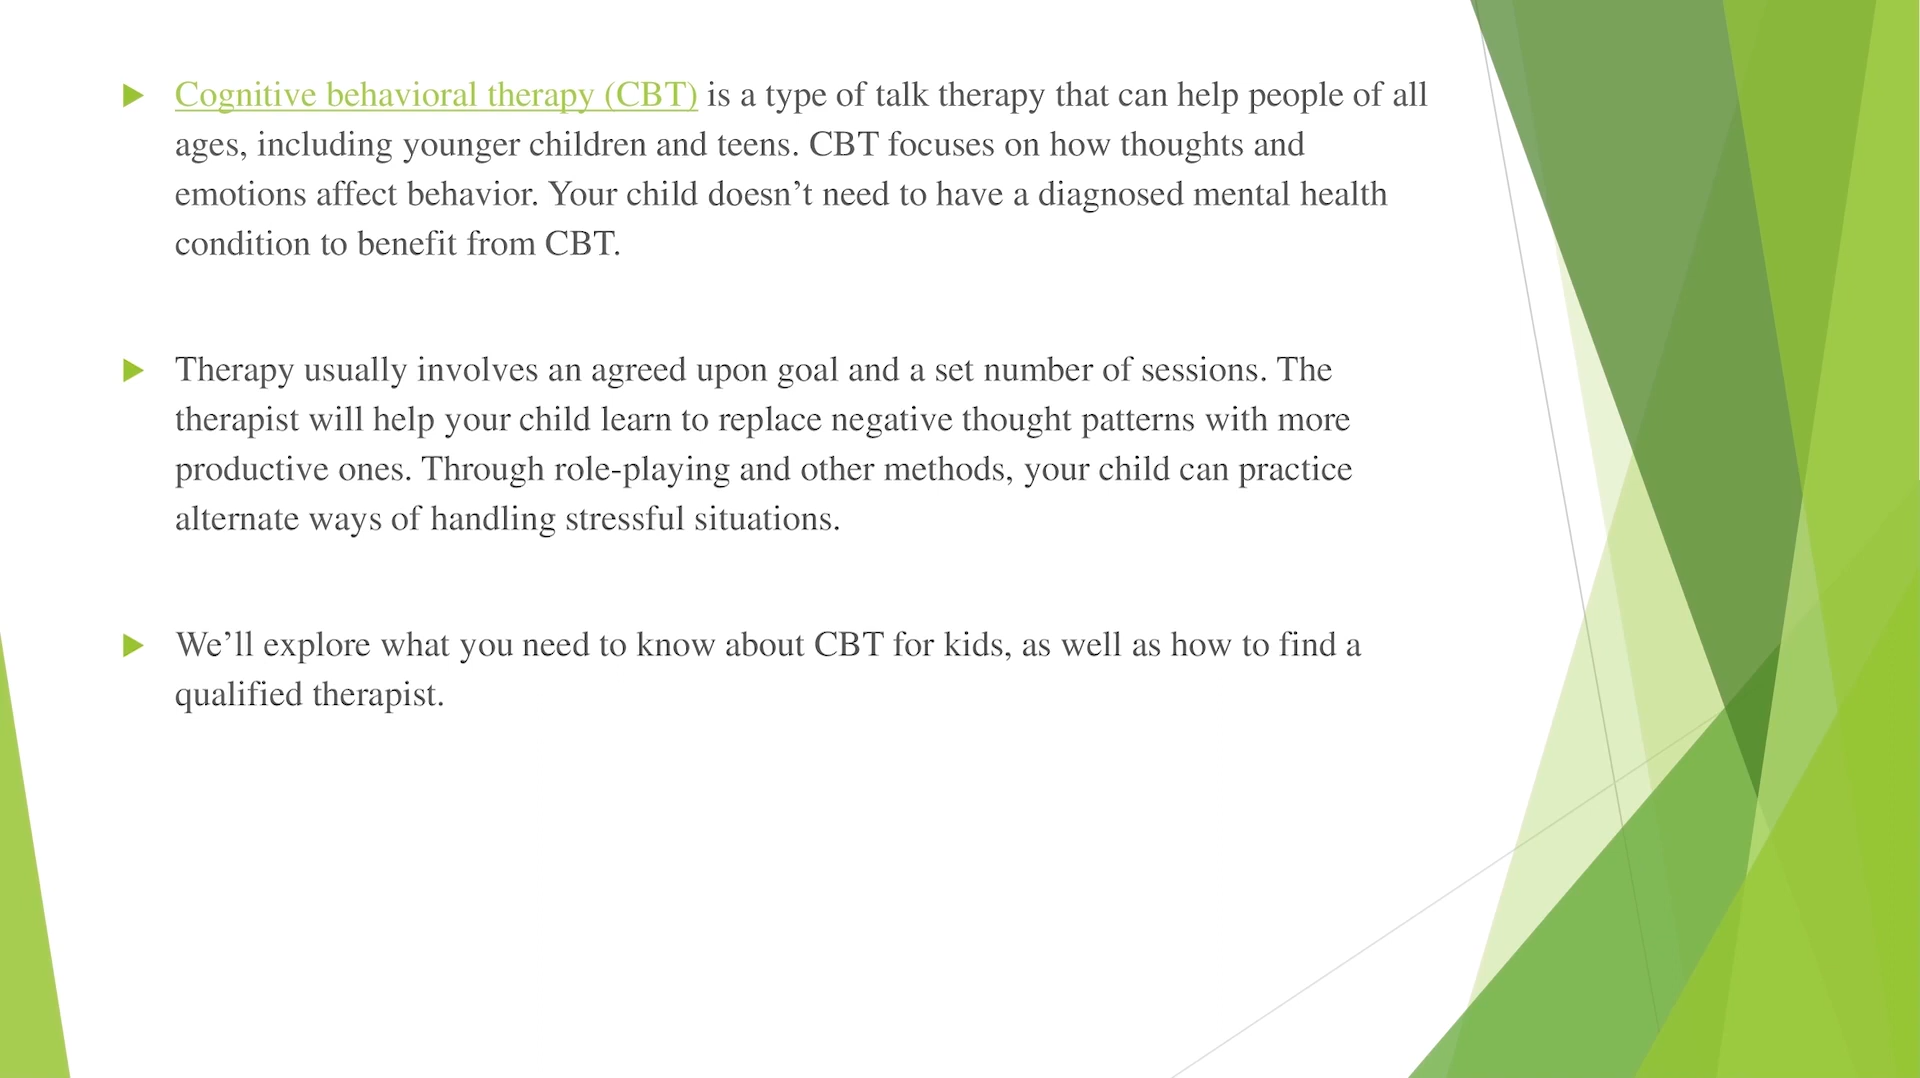 Cognitive behavioral therapy (CBT) is a type of talk therapy that can help people of all
ages, including younger children and teens. CBT focuses on how thoughts and
emotions affect behavior. Your child doesn’t need to have a diagnosed mental health
condition to benefit from CBT.
Therapy usually involves an agreed upon goal and a set number of sessions. The
therapist will help your child learn to replace negative thought patterns with more
productive ones. Through role-playing and other methods, your child can practice
alternate ways of handling stressful situations.
We’ll explore what you need to know about CBT for kids, as well as how to find a
qualified therapist.